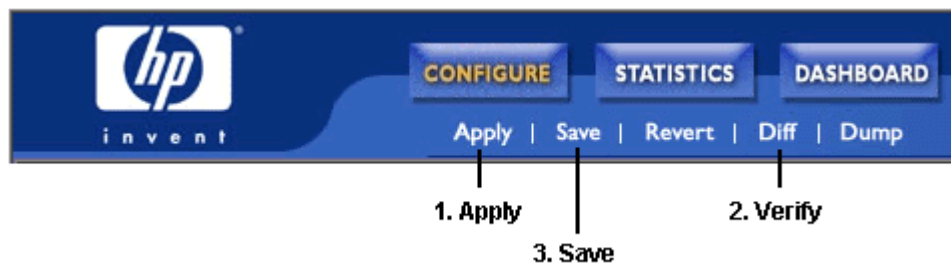 hp
invent
CONFIGURE STATISTICS DASHBOARD
Apply | Save | Revert | Diff | Dump
1. Apply 2. Verify
3. Save